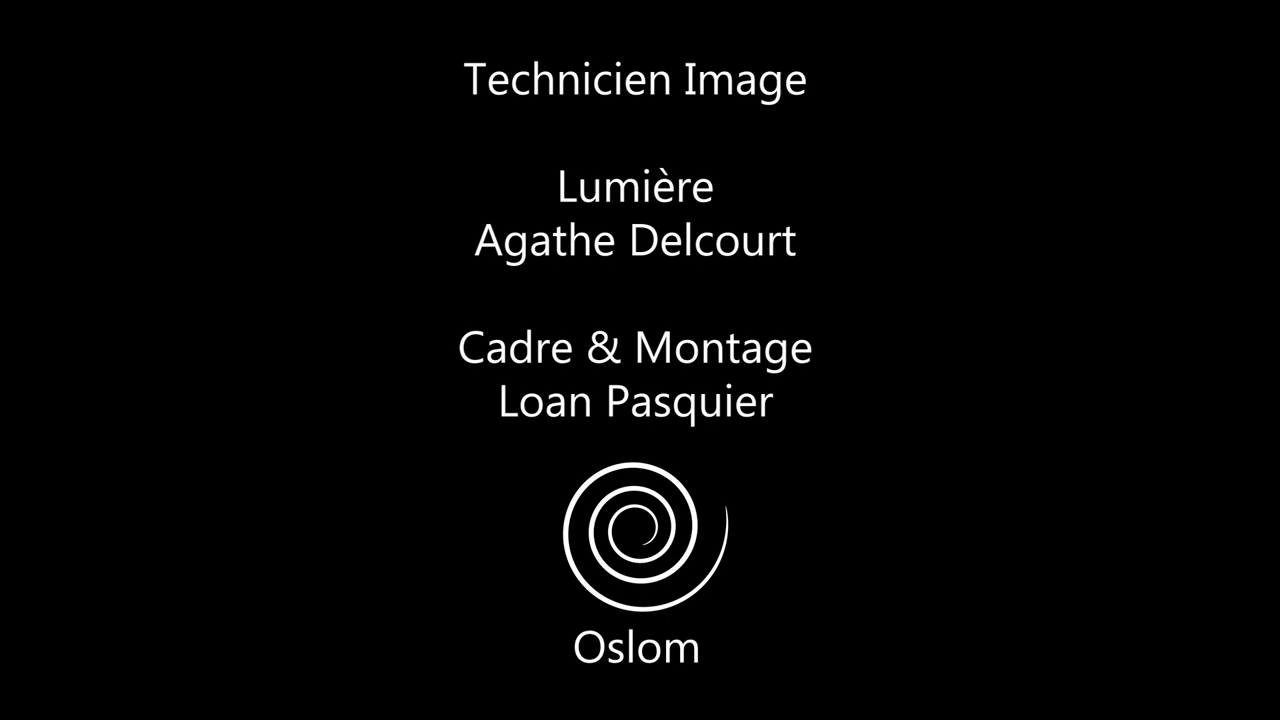 Technicien Image
Lumière
Agathe Delcourt
Cadre & Montage
Loan Pasquier
Oslom